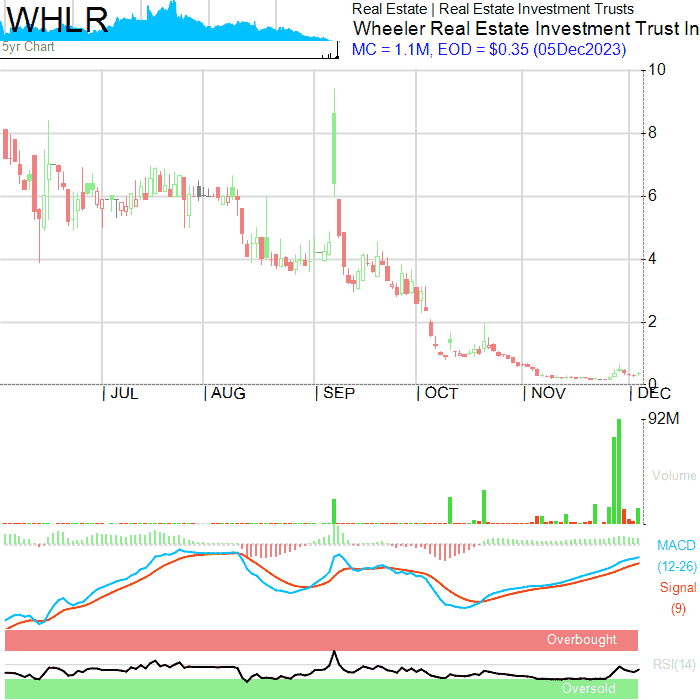 WHLR
5yr Chart
Real Estate | Real Estate Investment Trusts
Wheeler Real Estate Investment Trust In
MC = 1.1M, EOD = $0.35 (05Dec2023)
10
8
6
4
2
0
JUL
AUG
SEP
OCT
NOV
DEC
92M
Volume
MACD
(12-26)
Signal
(9)
Overbought
RSI(14)
Oversold